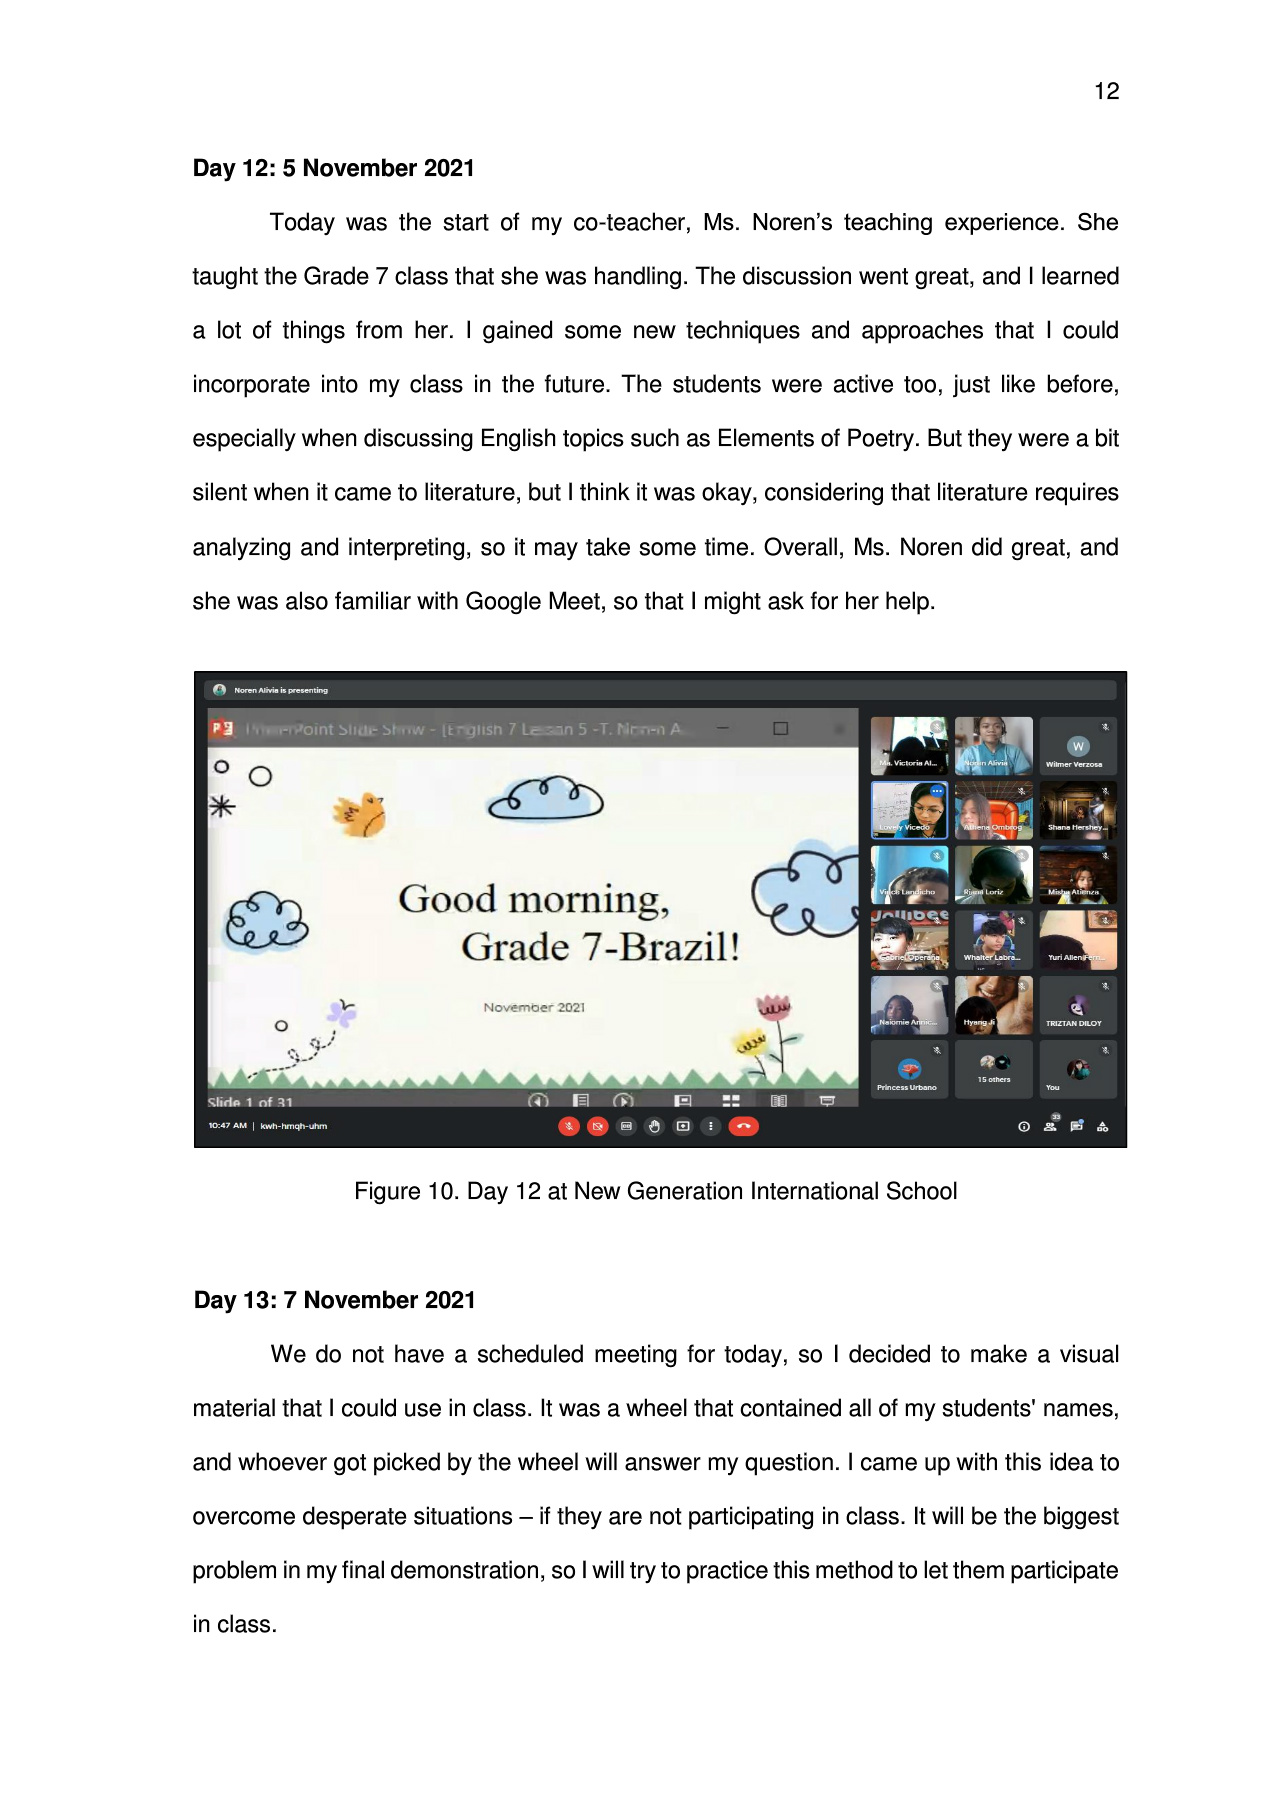 12
Day 12: 5 November 2021
Today was the start of my co-teacher, Ms. Noren’s teaching experience. She
taught the Grade 7 class that she was handling. The discussion went great, and I learned
a lot of things from her. I gained some new techniques and approaches that I could
incorporate into my class in the future. The students were active too, just like before,
especially when discussing English topics such as Elements of Poetry. But they were a bit
silent when it came to literature, but I think it was okay, considering that literature requires
analyzing and interpreting, so it may take some time. Overall, Ms. Noren did great, and
she was also familiar with Google Meet, so that I might ask for her help.
Noren Alivia is presenting
PowerPoint Slide Show - [English 7 Lesson 5 -T. Noren A
Good morning,
Grade 7-Brazil!
November 2021
Slide 1 of 31
Ma. Victoria Al...
Noren Alivia
W
Wilmer Verzosa
Lovely Vicedo
Athena Ombrog
Shana Hershey...
Vince Landicho
Riana Loriz
Misha Atienza
Jollibee
Gabriel Operaña
Whalter Labra...
Yuri Allen
Naiomie
Hyang Ji
TRIZTAN DILOY
Princess Urbano
15 others
You
10:47 AM | kwh-hmqh-uhm
33
Figure 10. Day 12 at New Generation International School
Day 13: 7 November 2021
We do not have a scheduled meeting for today, so I decided to make a visual
material that I could use in class. It was a wheel that contained all of my students' names,
and whoever got picked by the wheel will answer my question. I came up with this idea to
overcome desperate situations – if they are not participating in class. It will be the biggest
problem in my final demonstration, so I will try to practice this method to let them participate
in class.